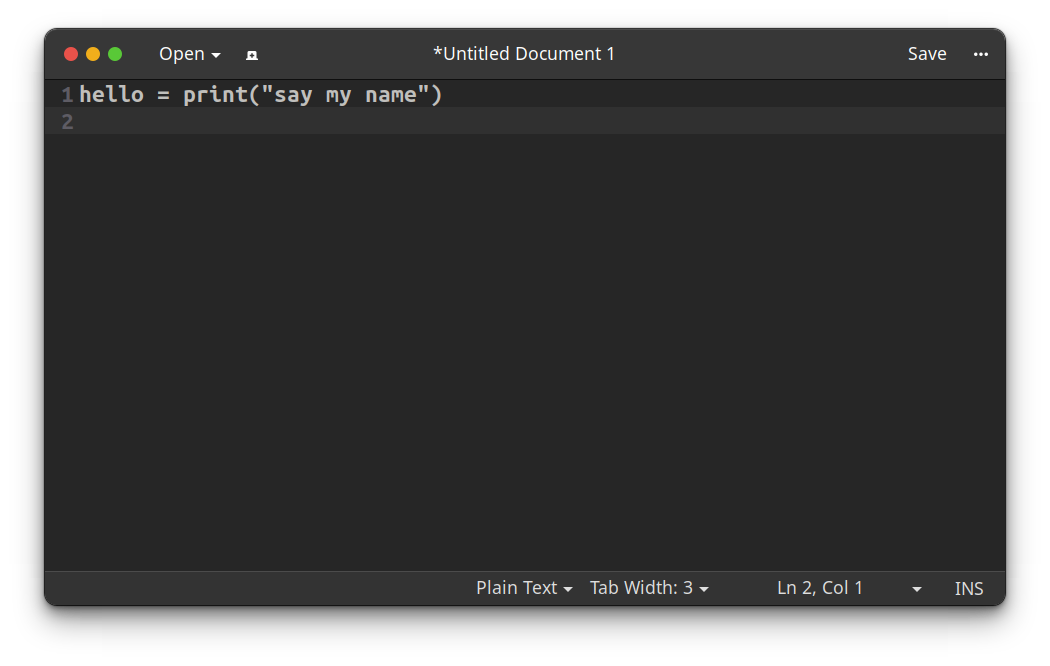 Open *Untitled Document 1 Save
1 hello = print("say my name")
2
Plain Text Tab Width: 3 Ln 2, Col 1 INS